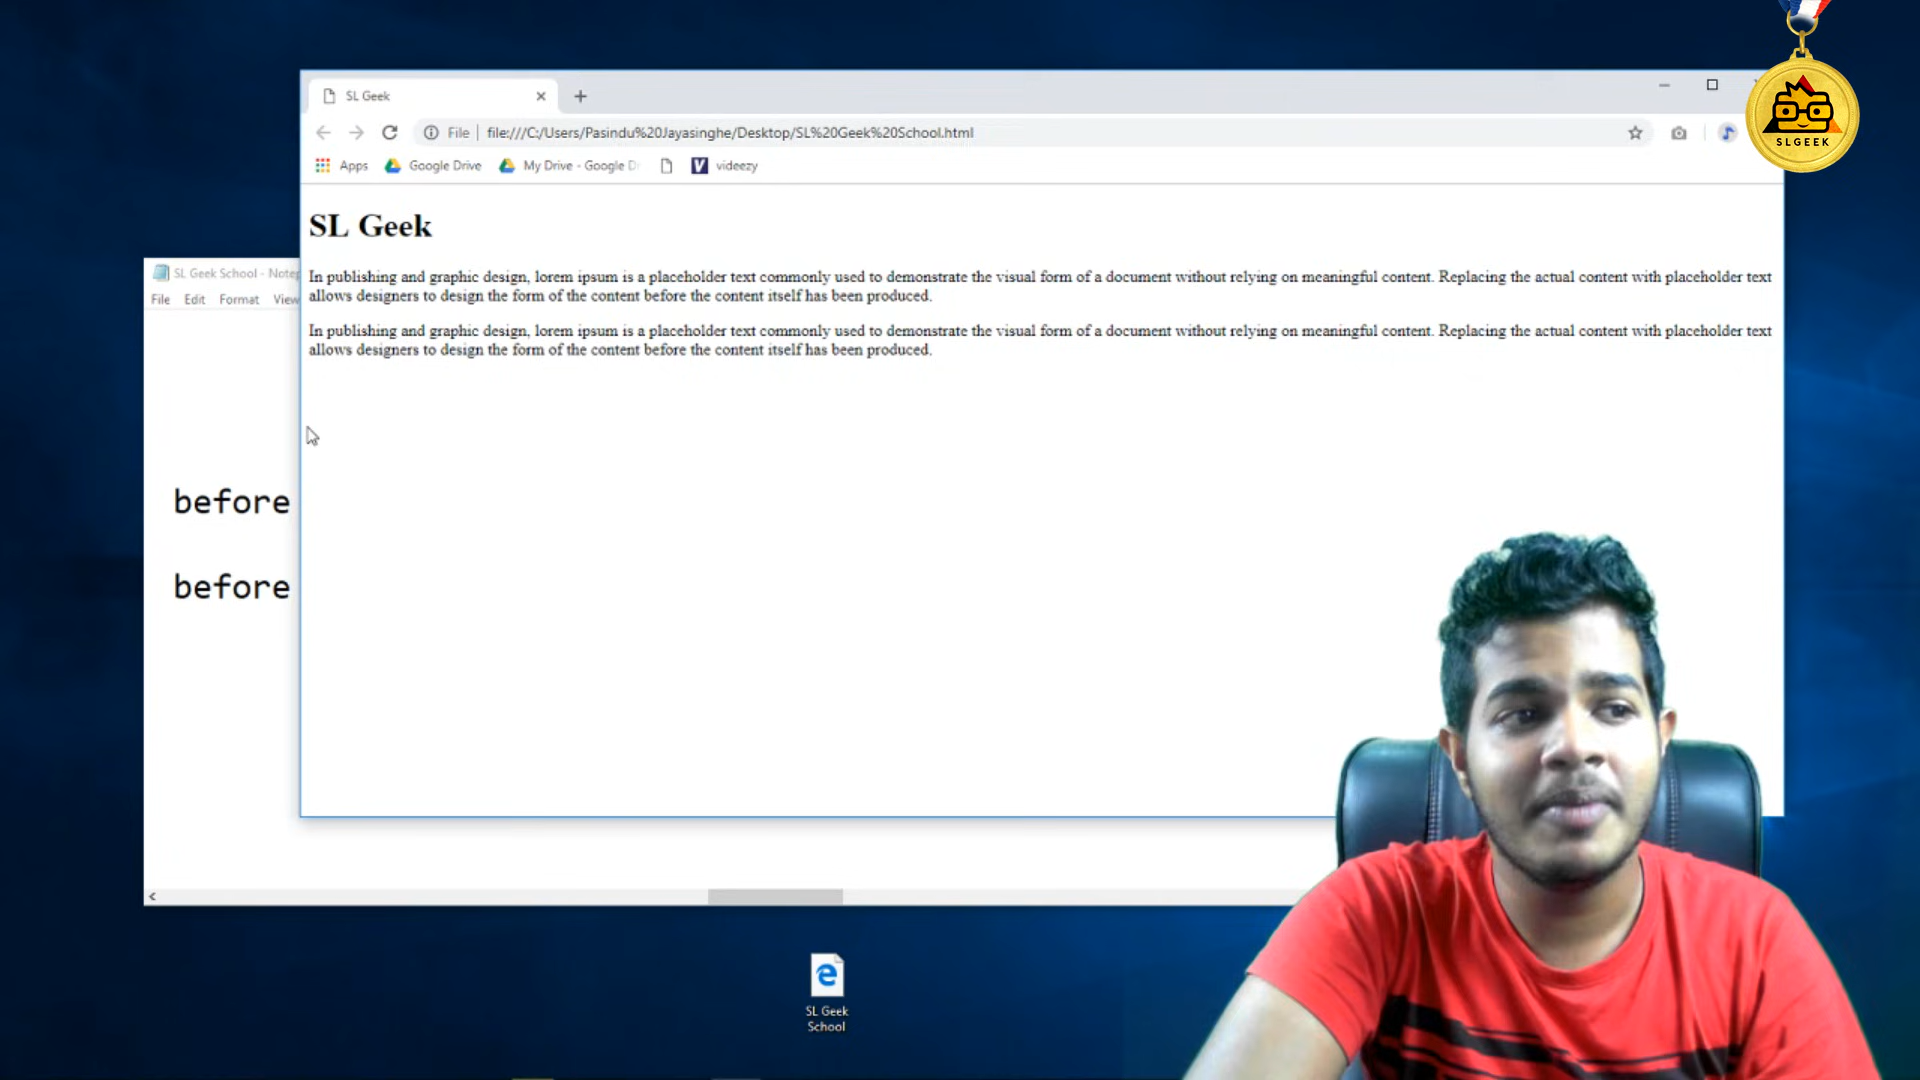 SLGEEK
SL Geek
File
file:///C:/Users/Pasindu%20Jayasinghe/Desktop/SL%20Geek%20School.html
Apps
Google Drive
My Drive - Google D
videezy
SL Geek
In publishing and graphic design, lorem ipsum is a placeholder text commonly used to demonstrate the visual form of a document without relying on meaningful content. Replacing the actual content with placeholder text
allows designers to design the form of the content before the content itself has been produced.
In publishing and graphic design, lorem ipsum is a placeholder text commonly used to demonstrate the visual form of a document without relying on meaningful content. Replacing the actual content with placeholder text
allows designers to design the form of the content before the content itself has been produced.
SL Geek School - Notep
File Edit Format View
before
before
SL Geek
School